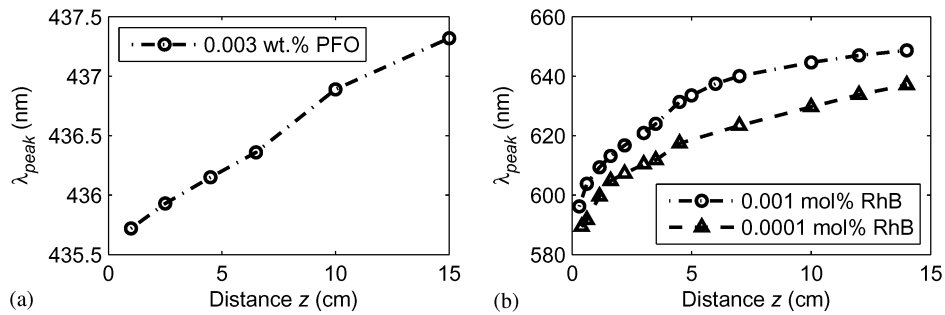 437.5
437
436.5
436
435.5
λpeak (nm)
0.003 wt.% PFO
0 5 10 15
Distance z (cm)
(a)
660
640
620
600
580
λpeak (nm)
0.001 mol% RhB
0.0001 mol% RhB
0 5 10 15
Distance z (cm)
(b)